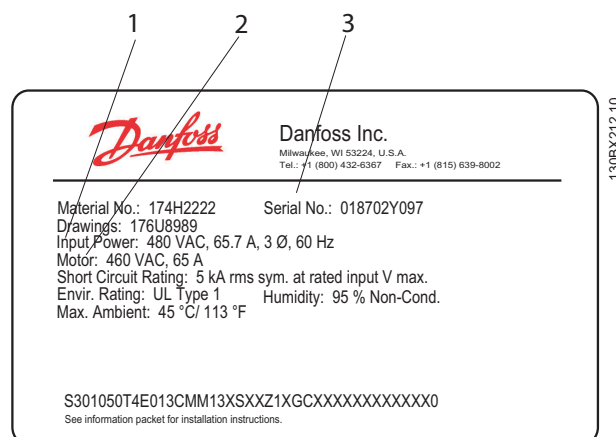 1 2 3
Danfoss
Danfoss Inc.
Milwaukee, WI 53224, U.S.A.
Tel.: +1 (800) 432-6367 Fax.: +1 (815) 639-8002
130BX212.10
Material No.: 174H2222 Serial No.: 018702Y097
Drawings: 176U8989
Input Power: 480 VAC, 65.7 A, 3 Ø, 60 Hz
Motor: 460 VAC, 65 A
Short Circuit Rating: 5 kA rms sym. at rated input V max.
Envir. Rating: UL Type 1 Humidity: 95 % Non-Cond.
Max. Ambient: 45 °C/ 113 °F
S301050T4E013CMM13XSXXZ1XGCXXXXXXXXXXXX0
See information packet for installation instructions.